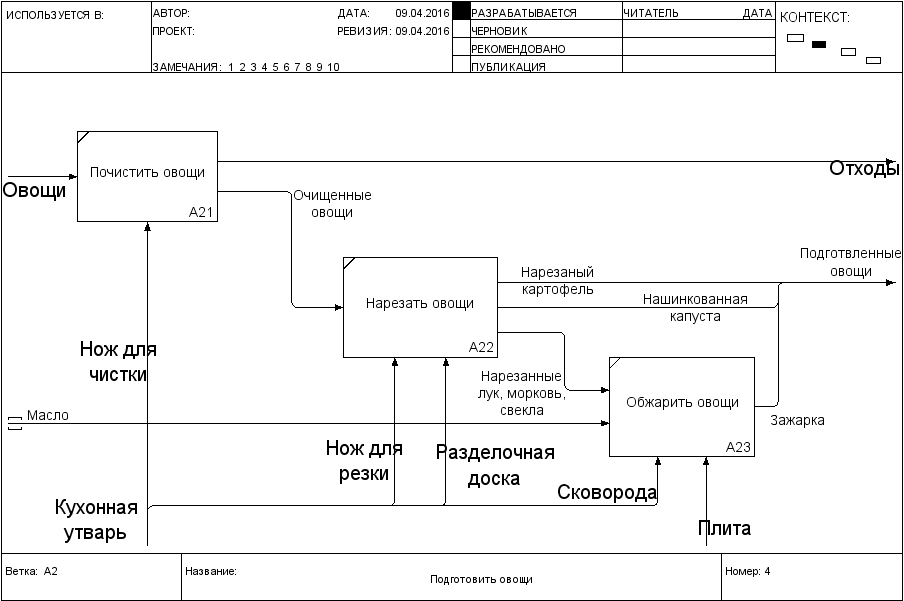 ИСПОЛЬЗУЕТСЯ В:
АВТОР:
ДАТА: 09.04.2016
РАЗРАБАТЫВАЕТСЯ
ЧИТАТЕЛЬ
ДАТА
КОНТЕКСТ:
ПРОЕКТ:
РЕВИЗИЯ: 09.04.2016
ЧЕРНОВИК
РЕКОМЕНДОВАНО
ЗАМЕЧАНИЯ: 1 2 3 4 5 6 7 8 9 10
ПУБЛИКАЦИЯ
Почистить овощи
A21
Овощи
Отходы
Очищенные
овощи
Подготвленные
овощи
Нарезаный
картофель
Нарезать овощи
A22
Нашинкованная
капуста
Нож для
чистки
Нарезанные
лук, морковь,
свекла
Обжарить овощи
A23
Масло
Зажарка
Нож для
резки
Разделочная
доска
Сковорода
Кухонная
утварь
Плита
Ветка: A2
Название:
Подготовить овощи
Номер: 4